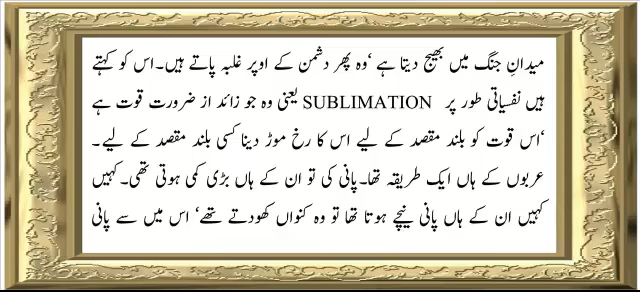 میدانِ جنگ میں بھیج دیتا ہے ‘وہ پھر دشمن کے اوپر غلبہ پاتے ہیں۔اس کو کہتے
ہیں نفسیاتی طور پر SUBLIMATION یعنی وہ جو زائد از ضرورت قوت ہے
‘اس قوت کو بلند مقصد کے لیے اس کا رخ موڑ دینا کسی بلند مقصد کے لیے۔
عربوں کے ہاں ایک طریقہ تھا۔پانی کی تو ان کے ہاں بڑی کمی ہوتی تھی۔کہیں
کہیں ان کے ہاں پانی نیچے ہوتا تھا تو وہ کنواں کھودتے تھے‘ اس میں سے پانی